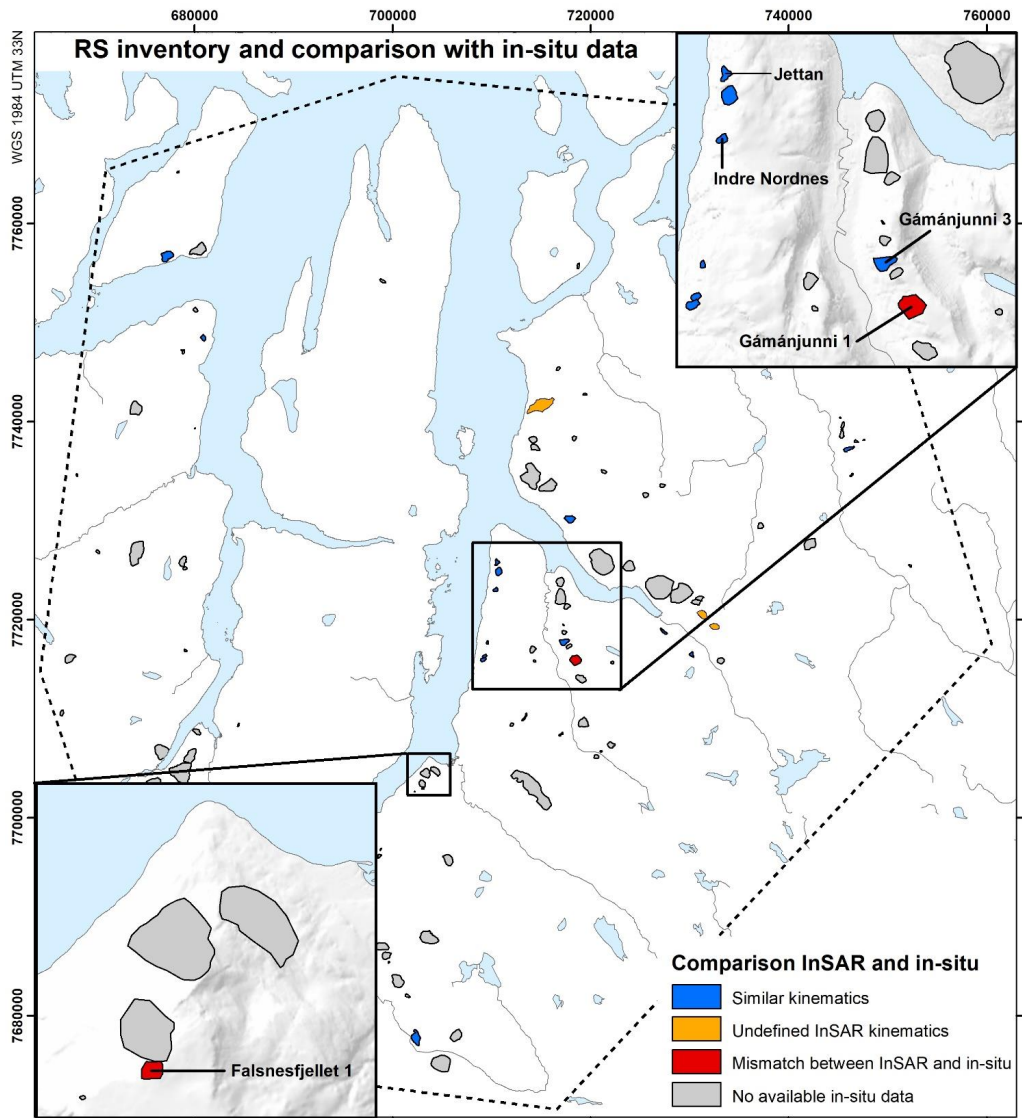 680000 700000 720000 740000 760000
RS inventory and comparison with in-situ data
WGS 1984 UTM 33N
Jettan
Indre Nordnes
Gámánjunni 3
Gámánjunni 1
7760000
7740000
7720000
7700000
7680000
Falsnesfjellet 1
Comparison InSAR and in-situ
Similar kinematics
Undefined InSAR kinematics
Mismatch between InSAR and in-situ
No available in-situ data